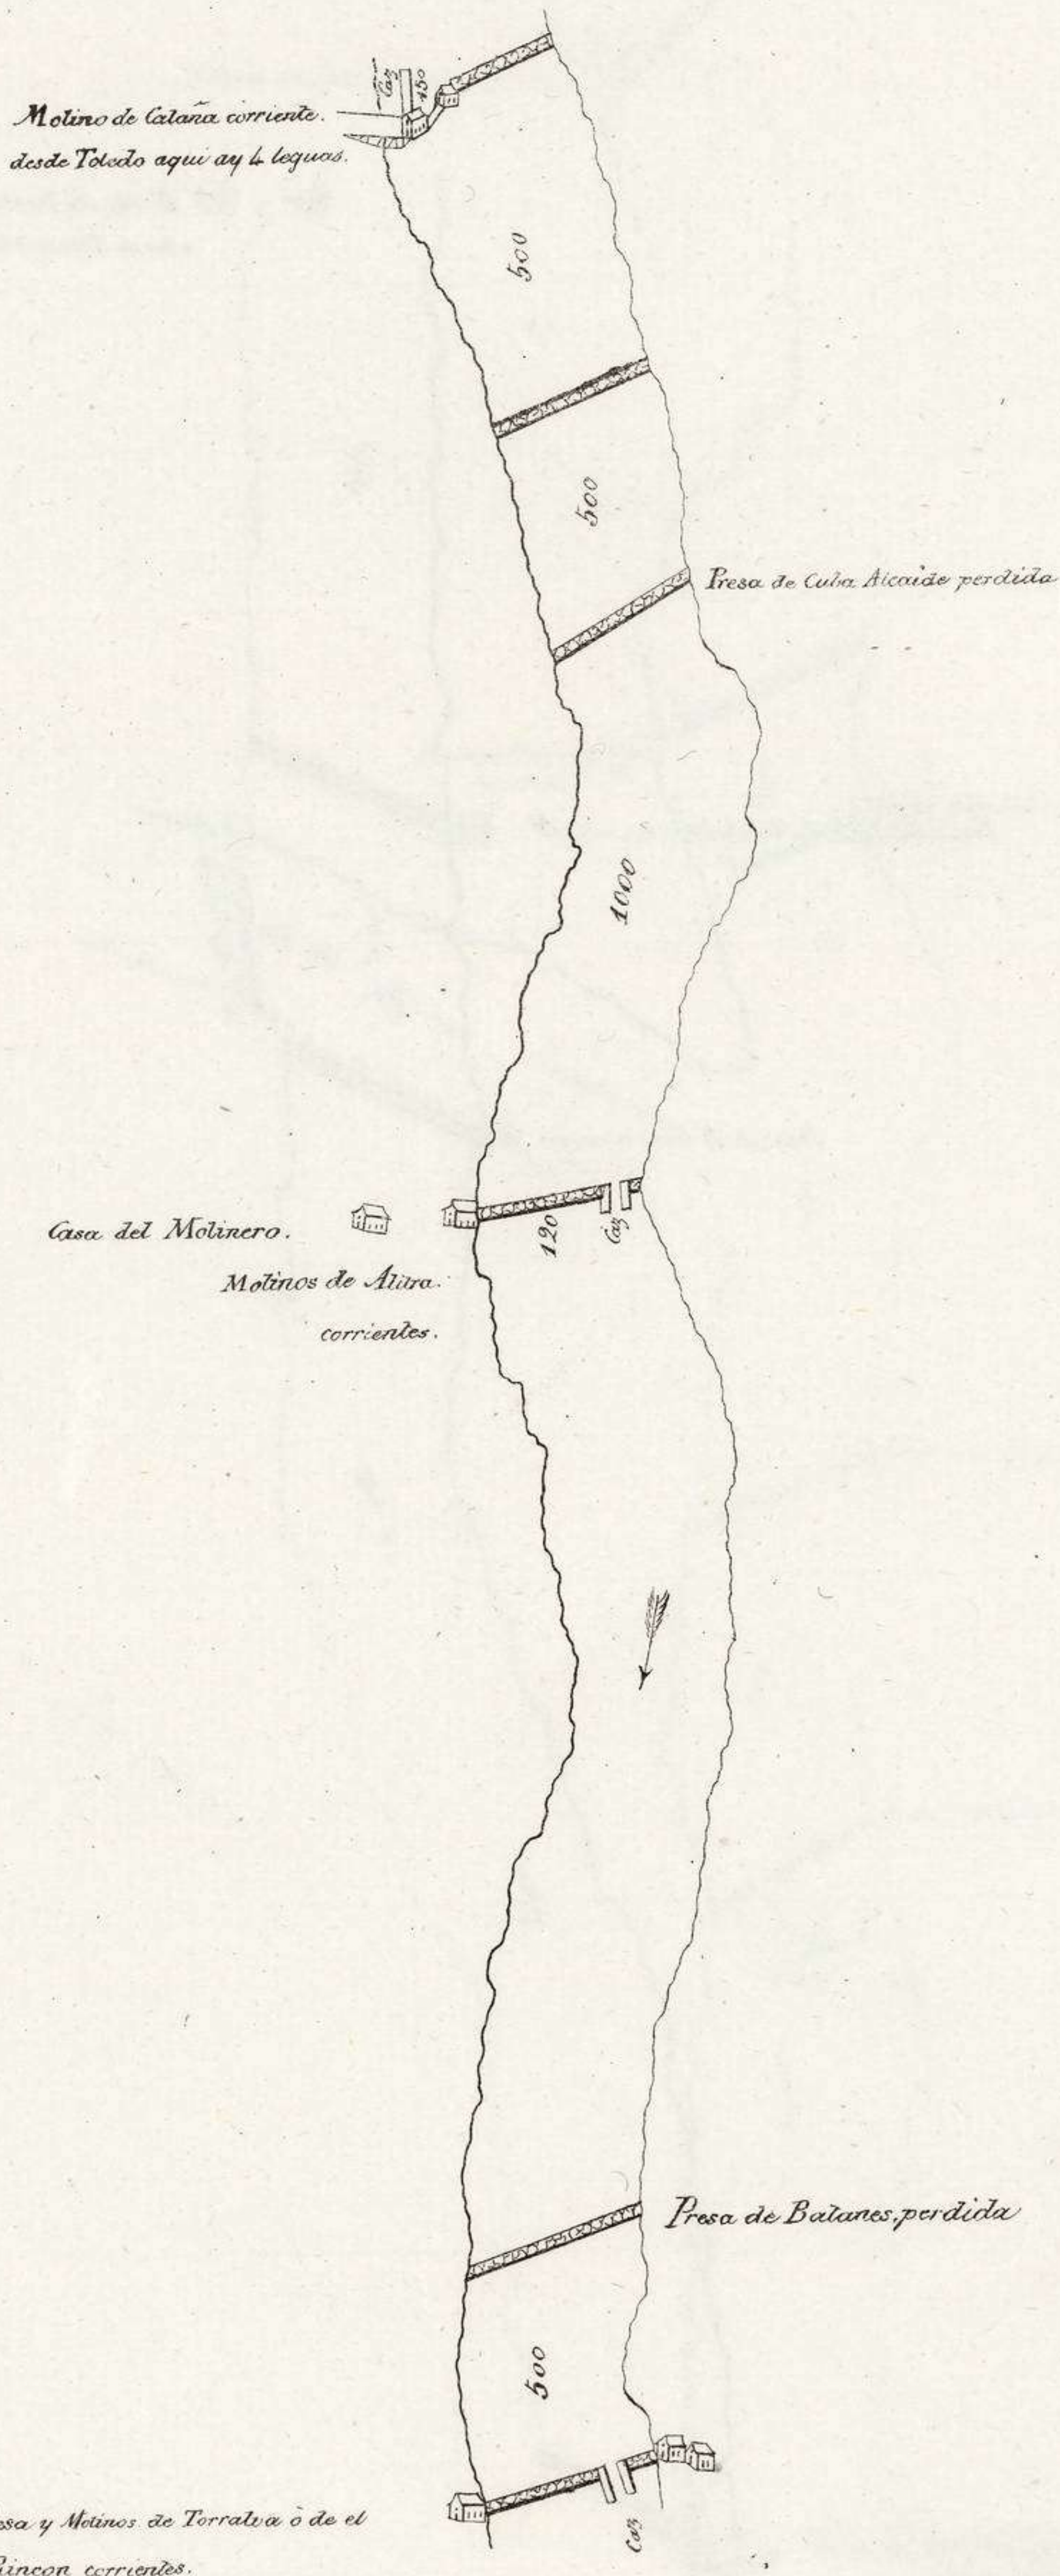 Caz
150
Molino de Cataña corriente.
desde Toledo aqui ay 4 leguas.
500
500
Presa de Cuba Alcaide perdida
1000
120
Caz
Casa del Molinero.
Molinos de Alitra.
corrientes.
Presa de Batanes, perdida
500
sa y Molinos de Torralva ò de el
Rincon corrientes.
Caz